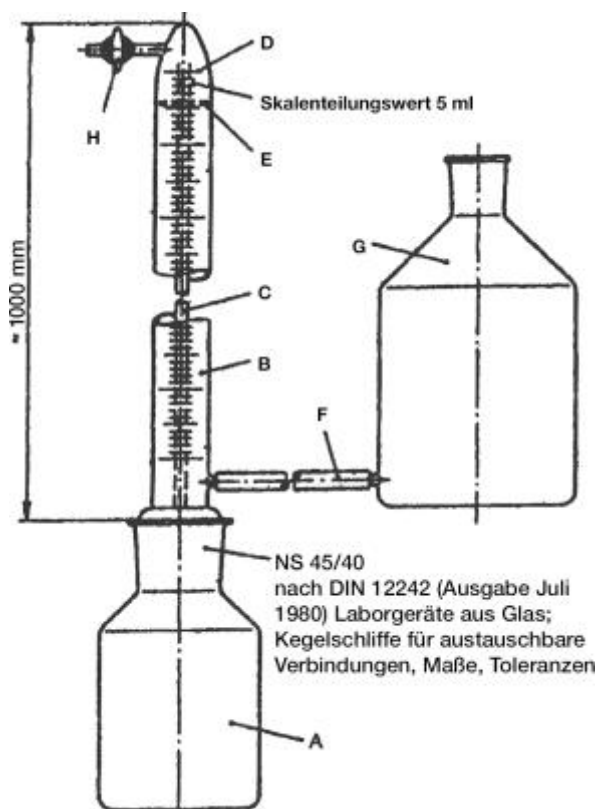 D
Skalenteilungswert 5 ml
H
E
G
≈ 1000 mm
C
B
F
NS 45/40
nach DIN 12242 (Ausgabe Juli
1980) Laborgeräte aus Glas;
Kegelschliffe für austauschbare
Verbindungen, Maße, Toleranzen
A